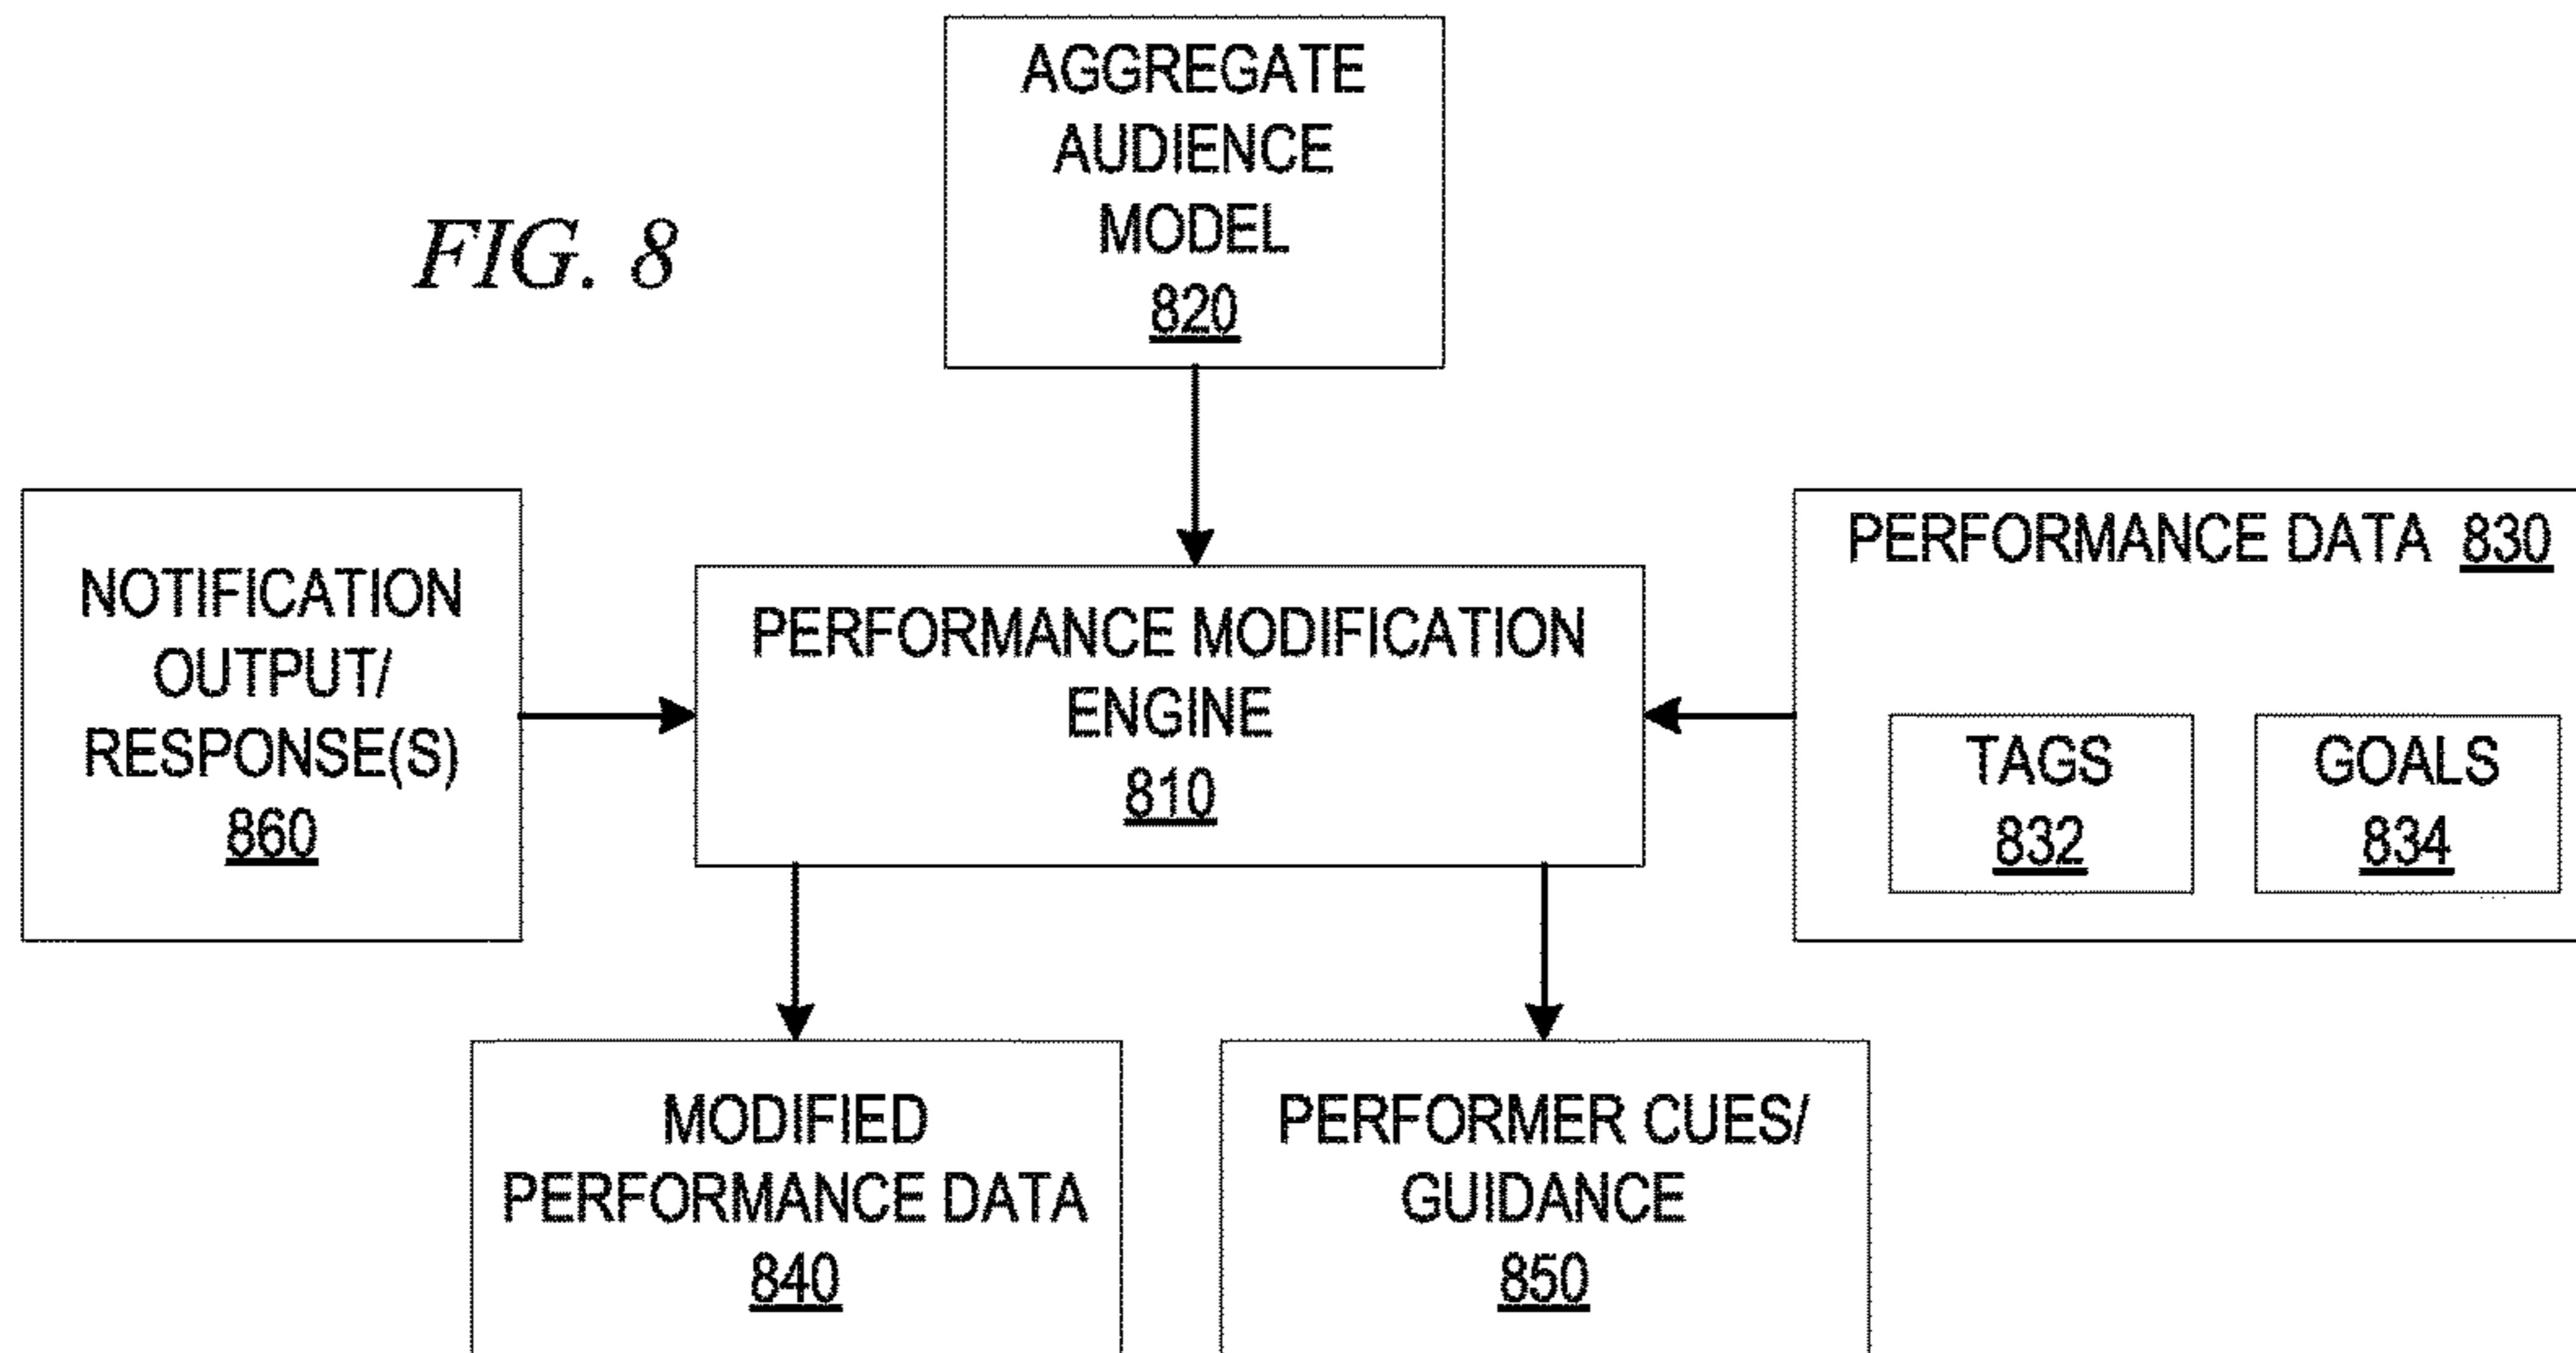 FIG. 8
AGGREGATE
AUDIENCE
MODEL
820
NOTIFICATION
OUTPUT/
RESPONSE(S)
860
PERFORMANCE MODIFICATION
ENGINE
810
PERFORMANCE DATA 830
TAGS
832
GOALS
834
MODIFIED
PERFORMANCE DATA
840
PERFORMER CUES/
GUIDANCE
850